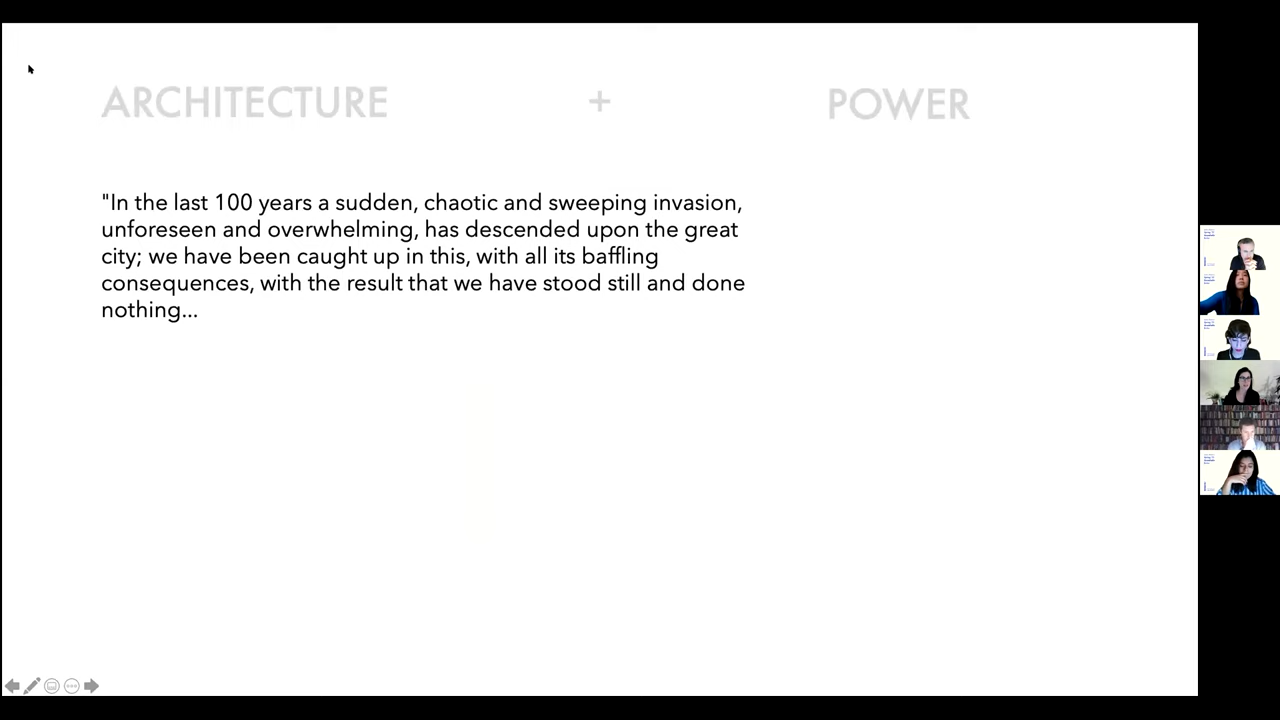 ARCHITECTURE + POWER
"In the last 100 years a sudden, chaotic and sweeping invasion,
unforeseen and overwhelming, has descended upon the great
city; we have been caught up in this, with all its baffling
consequences, with the result that we have stood still and done
nothing...